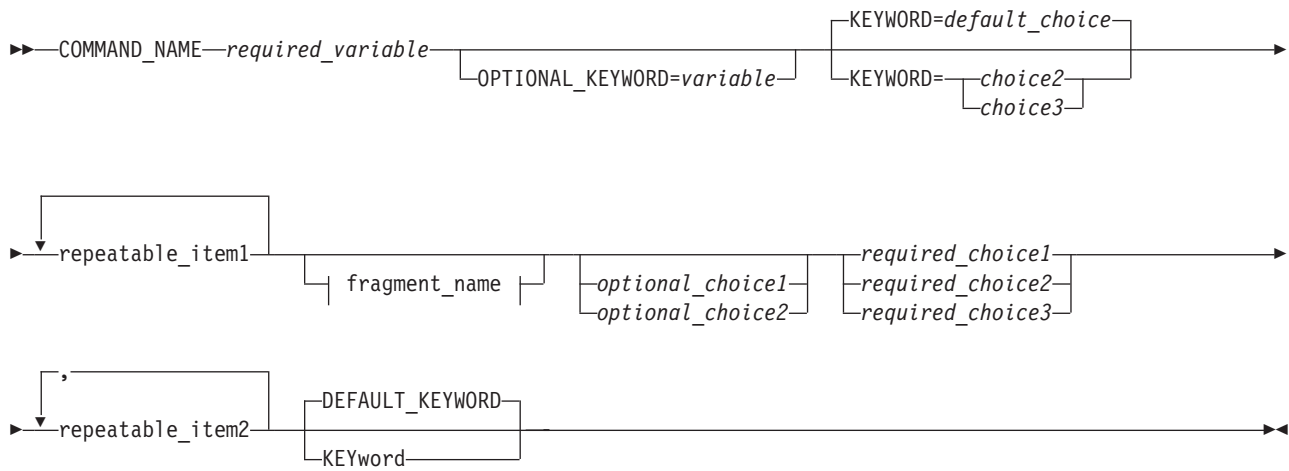 KEYWORD=default_choice
COMMAND_NAME required_variable
OPTIONAL_KEYWORD=variable
KEYWORD= choice2
choice3
repeatable_item1
fragment_name
optional_choice1
optional_choice2
required_choice1
required_choice2
required_choice3
,
repeatable_item2
DEFAULT_KEYWORD
KEYword